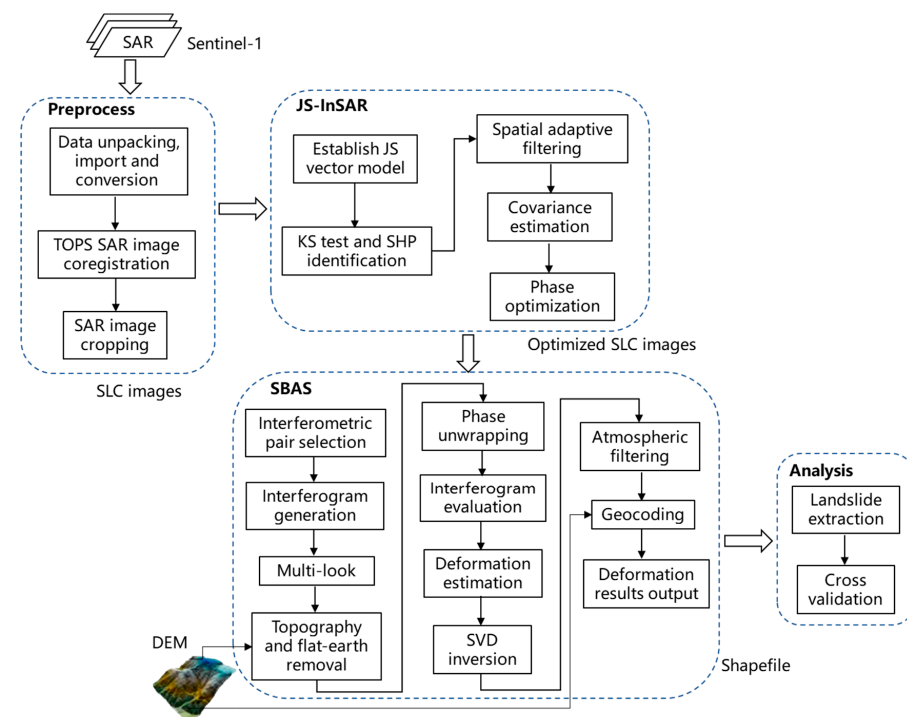 SAR
Sentinel-1
Preprocess
Data unpacking,
import and
conversion
TOPS SAR image
coregistration
SAR image
cropping
SLC images
JS-InSAR
Establish JS
vector model
KS test and SHP
identification
Spatial adaptive
filtering
Covariance
estimation
Phase
optimization
Optimized SLC images
SBAS
Interferometric
pair selection
Interferogram
generation
Multi-look
Topography
and flat-earth
removal
DEM
Phase
unwrapping
Interferogram
evaluation
Deformation
estimation
SVD
inversion
Atmospheric
filtering
Geocoding
Deformation
results output
Shapefile
Analysis
Landslide
extraction
Cross
validation